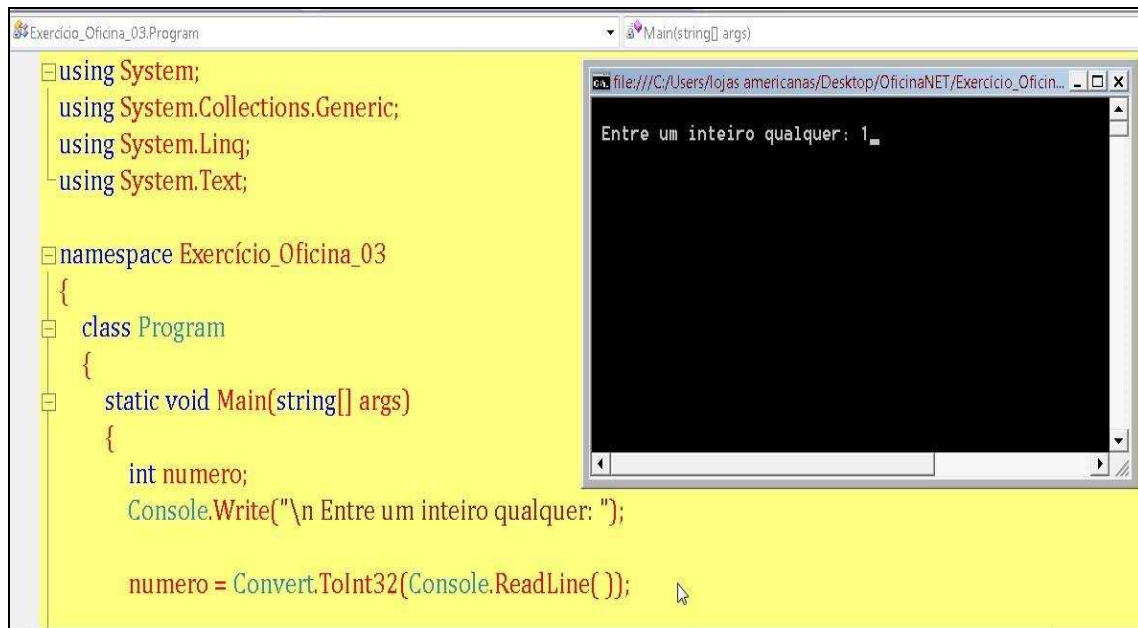 Exercício_Oficina_03.Program
Main(string[] args)
using System;
using System.Collections.Generic;
using System.Linq;
using System.Text;
namespace Exercício_Oficina_03
{
class Program
{
static void Main(string[] args)
{
int numero;
Console.Write("\n Entre um inteiro qualquer: ");
numero = Convert.ToInt32(Console.ReadLine( ));
file:///C:/Users/lojas americanas/Desktop/OficinaNET/Exercício_Oficin...
Entre um inteiro qualquer: 1_